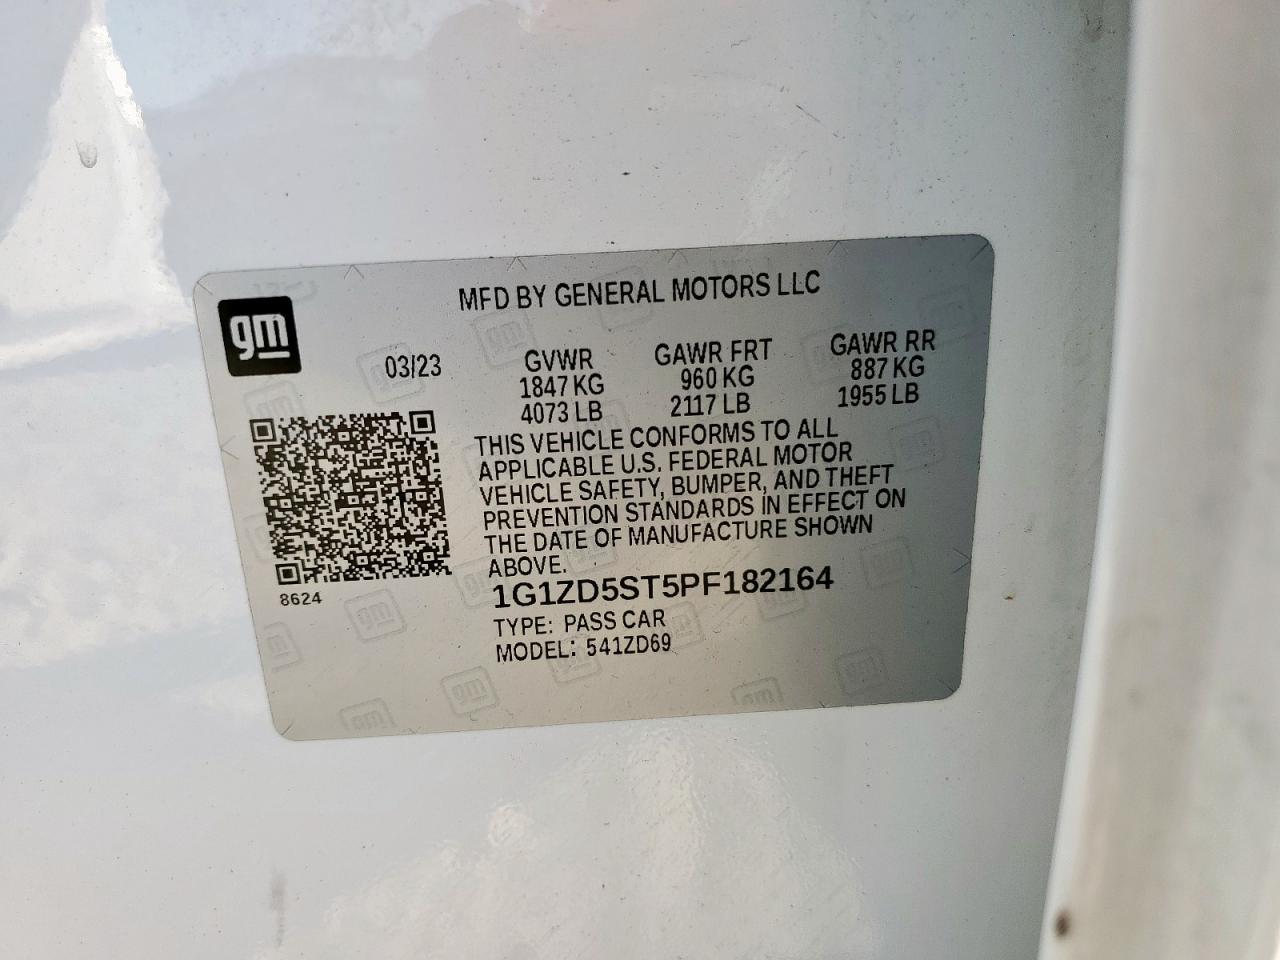 MFD BY GENERAL MOTORS LLC
gm
03/23
GVWR GAWR FRT GAWR RR
1847 KG 960 KG 887 KG
4073 LB 2117 LB 1955 LB
THIS VEHICLE CONFORMS TO ALL
APPLICABLE U.S. FEDERAL MOTOR
VEHICLE SAFETY, BUMPER, AND THEFT
PREVENTION STANDARDS IN EFFECT ON
THE DATE OF MANUFACTURE SHOWN
ABOVE.
8624
1G1ZD5ST5PF182164
TYPE: PASS CAR
MODEL: 541ZD69